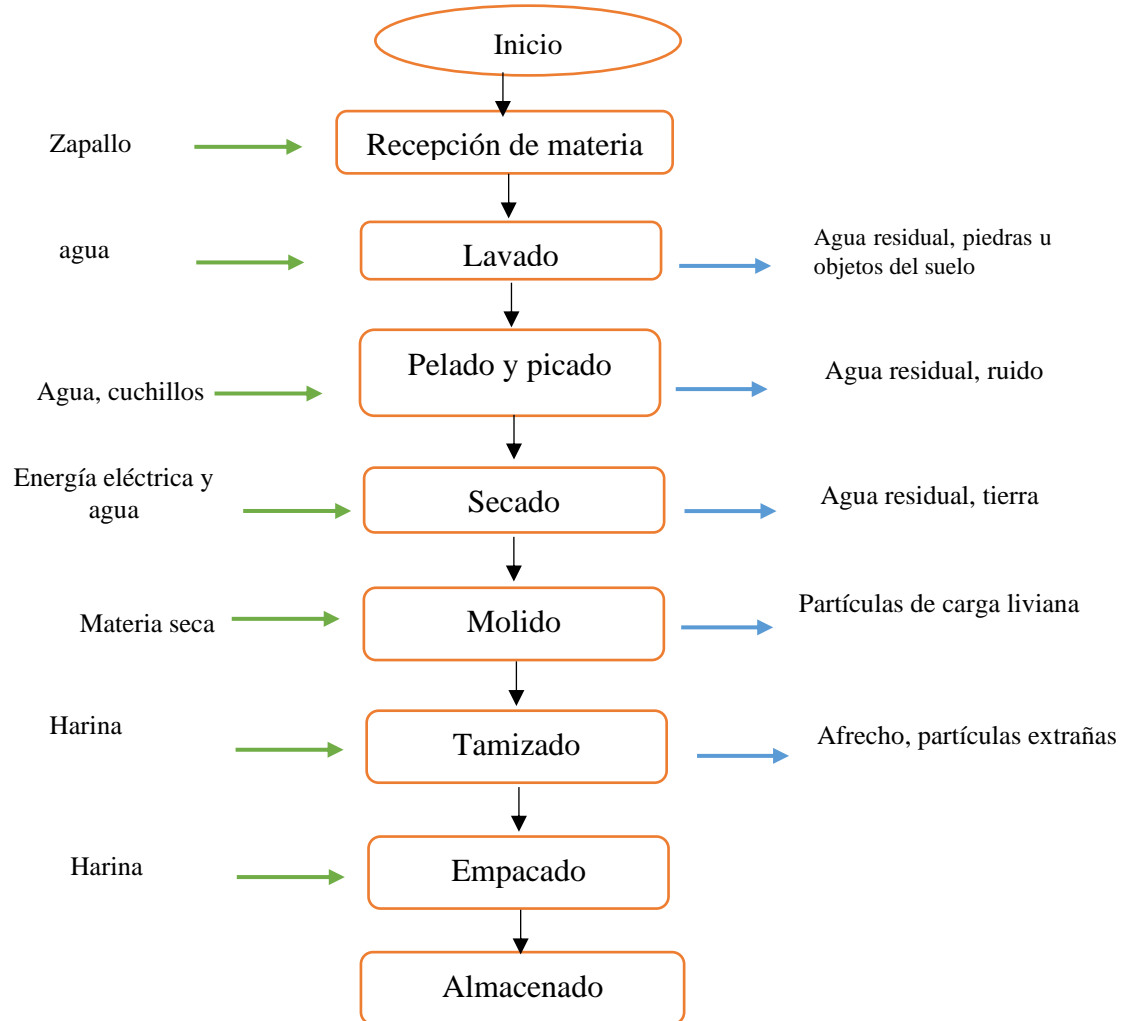 Inicio
Zapallo
Recepción de materia
agua
Lavado
Agua residual, piedras u
objetos del suelo
Agua, cuchillos
Pelado y picado
Agua residual, ruido
Energía eléctrica y
agua
Secado
Agua residual, tierra
Materia seca
Molido
Partículas de carga liviana
Harina
Tamizado
Afrecho, partículas extrañas
Harina
Empacado
Almacenado